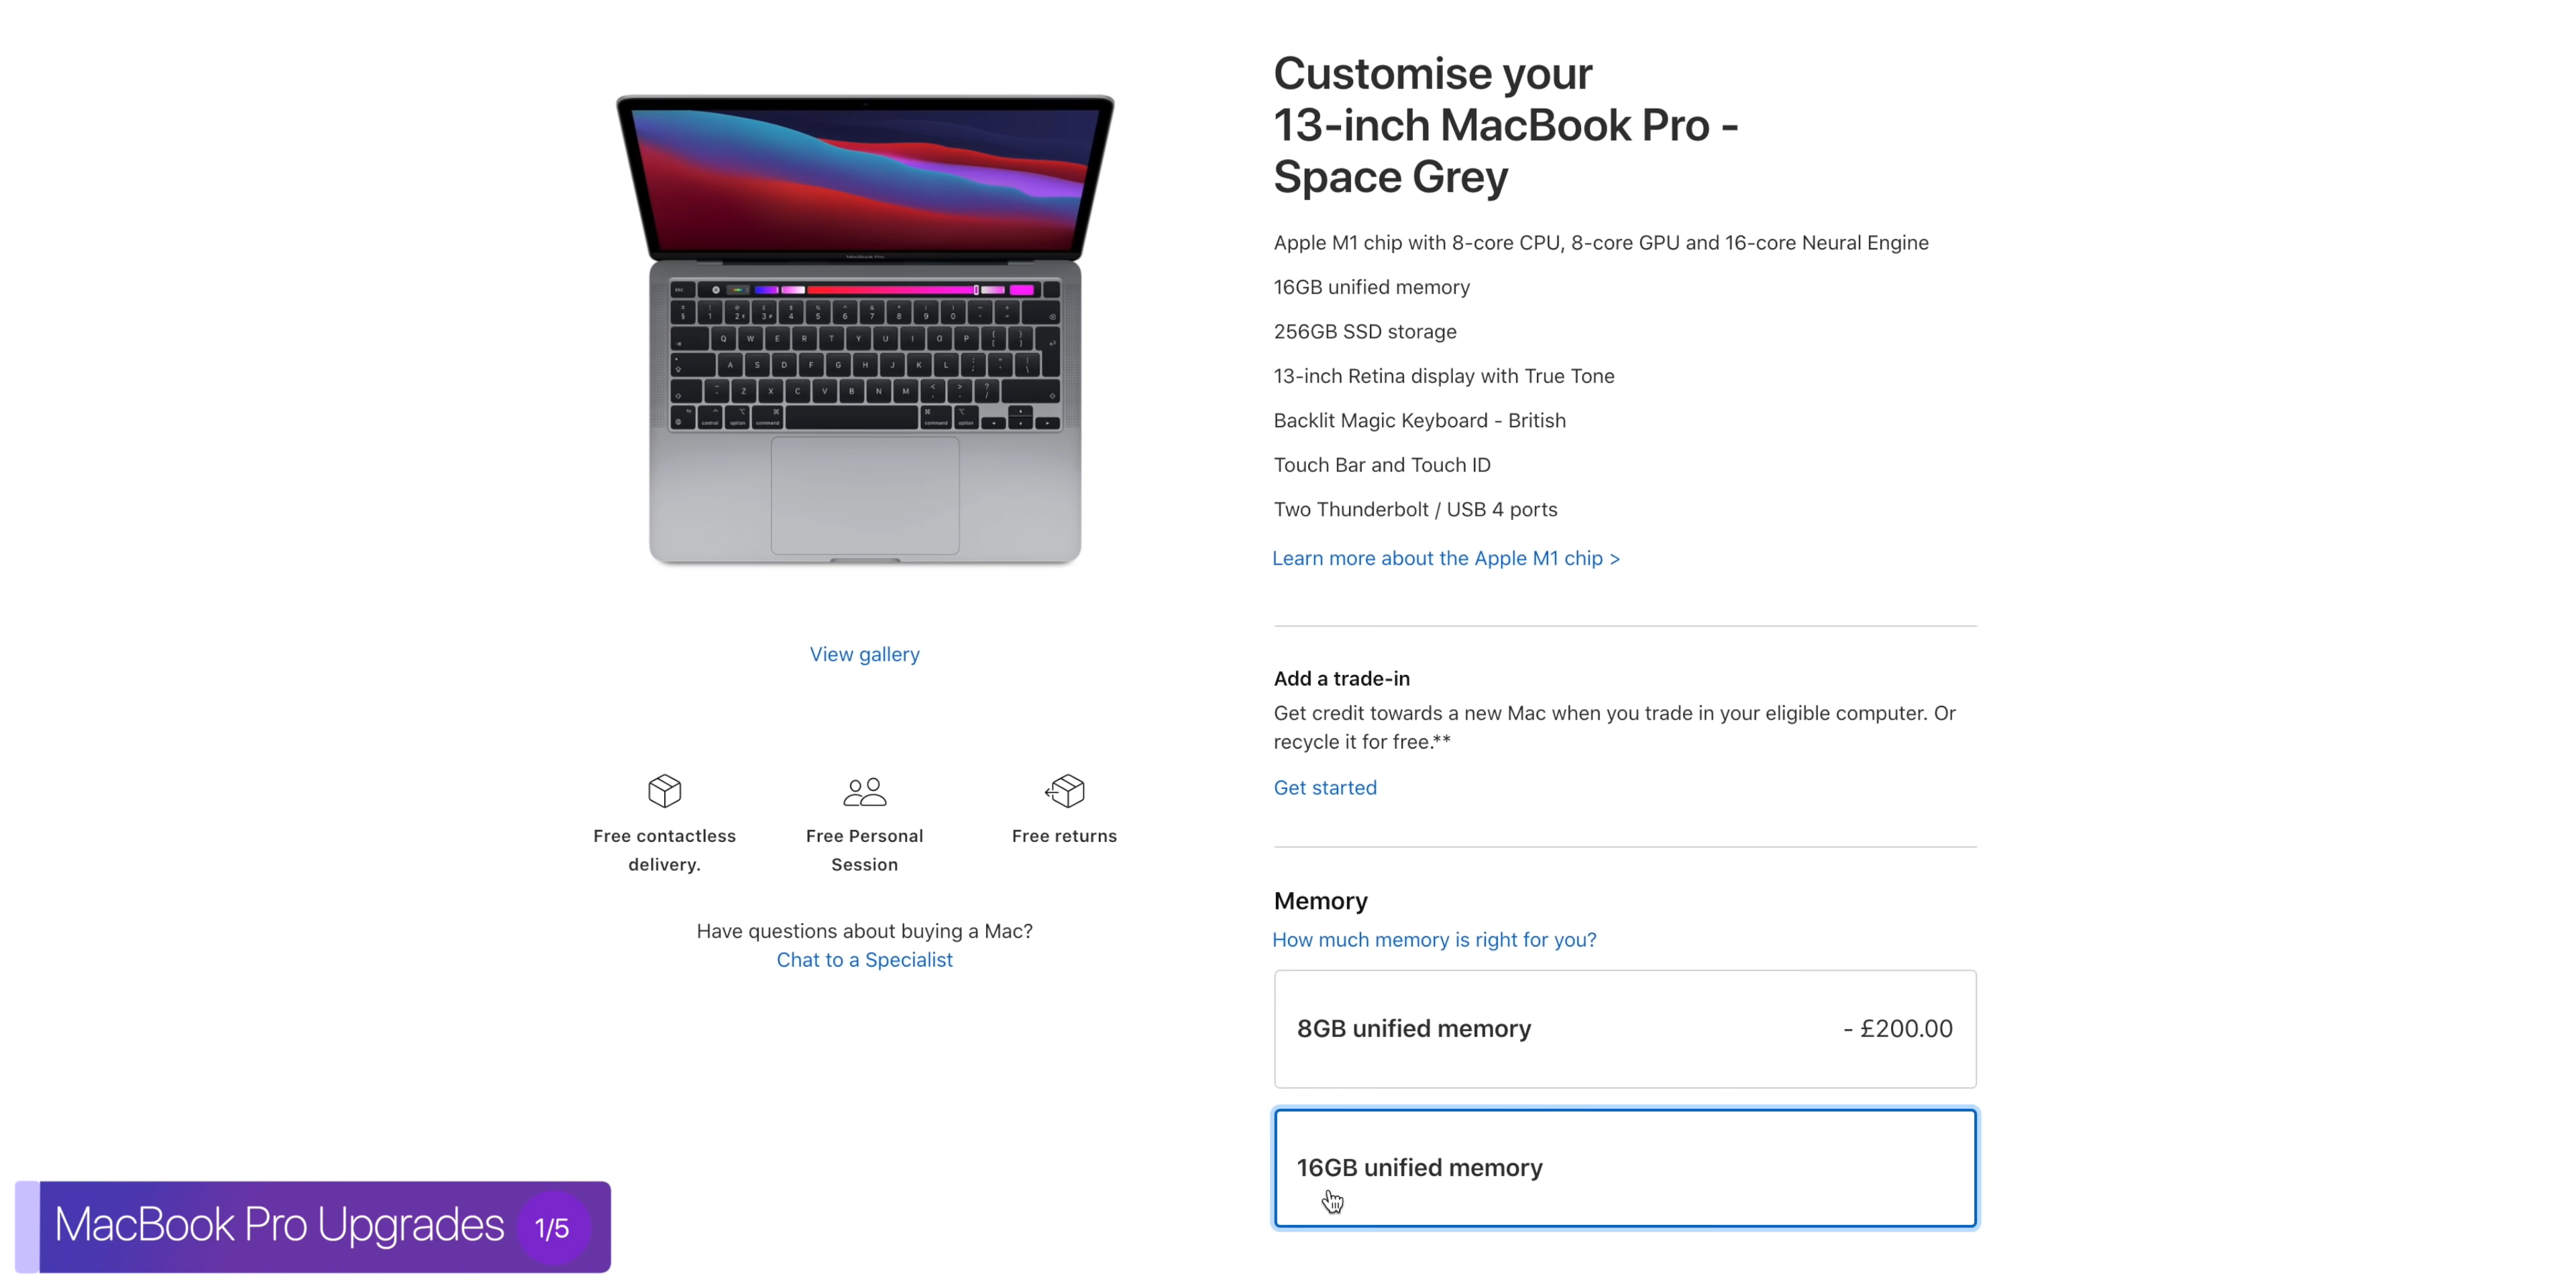 Customise your
13-inch MacBook Pro -
Space Grey
Apple M1 chip with 8-core CPU, 8-core GPU and 16-core Neural Engine
16GB unified memory
256GB SSD storage
13-inch Retina display with True Tone
Backlit Magic Keyboard - British
Touch Bar and Touch ID
Two Thunderbolt / USB 4 ports
Learn more about the Apple M1 chip >
View gallery
Add a trade-in
Get credit towards a new Mac when you trade in your eligible computer. Or
recycle it for free.**
Get started
Free contactless
delivery.
Free Personal
Session
Free returns
Have questions about buying a Mac?
Chat to a Specialist
Memory
How much memory is right for you?
8GB unified memory - £200.00
16GB unified memory
MacBook Pro Upgrades 1/5